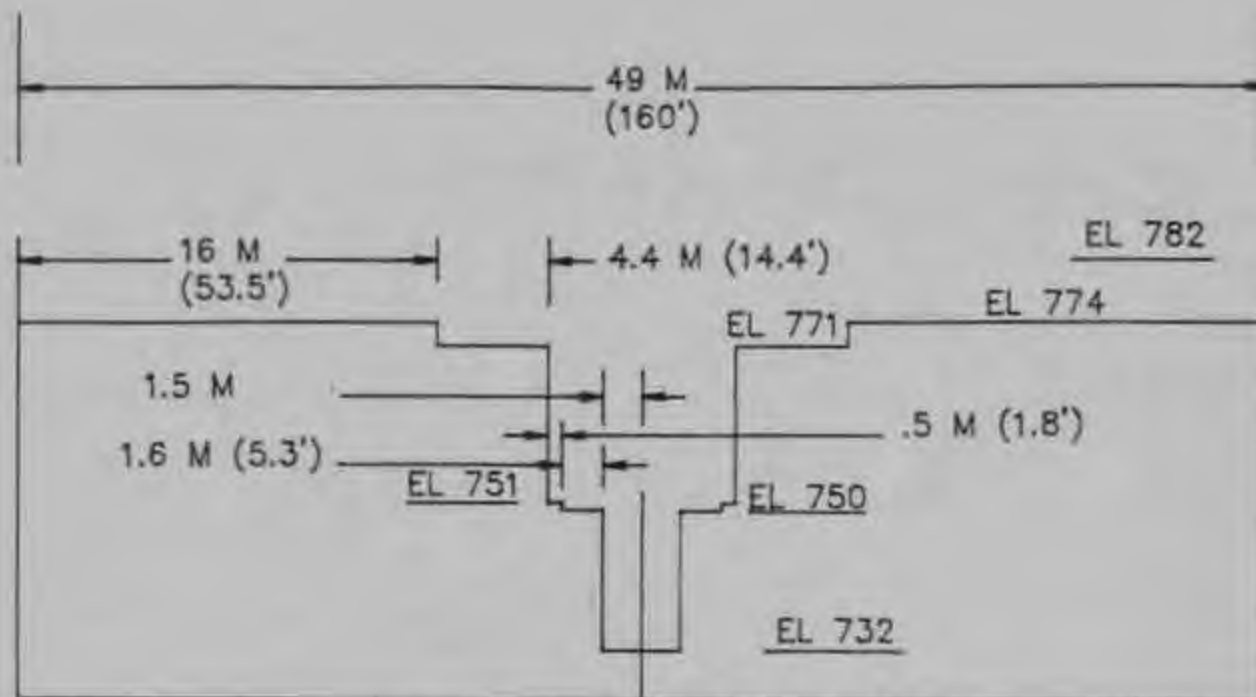 49 M
(160')
EL 782
16 M
(53.5')
4.4 M (14.4')
EL 774
EL 771
1.5 M
.5 M (1.8')
1.6 M (5.3')
EL 751
EL 750
EL 732